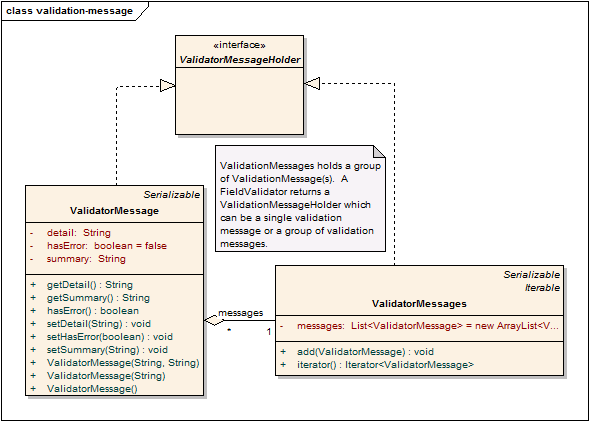 class validation-message
«interface»
ValidatorMessageHolder
ValidationMessages holds a group
of ValidationMessage(s).  A
FieldValidator returns a
ValidationMessageHolder which
can be a single validation
message or a group of validation
messages.
Serializable
ValidatorMessage
- detail:  String
- hasError:  boolean = false
- summary:  String
+ getDetail() : String
+ getSummary() : String
+ hasError() : boolean
+ setDetail(String) : void
+ setHasError(boolean) : void
+ setSummary(String) : void
+ ValidatorMessage(String, String)
+ ValidatorMessage(String)
+ ValidatorMessage()
messages
* 1
Serializable
Iterable
ValidatorMessages
- messages:  List<ValidatorMessage> = new ArrayList<V...
+ add(ValidatorMessage) : void
+ iterator() : Iterator<ValidatorMessage>